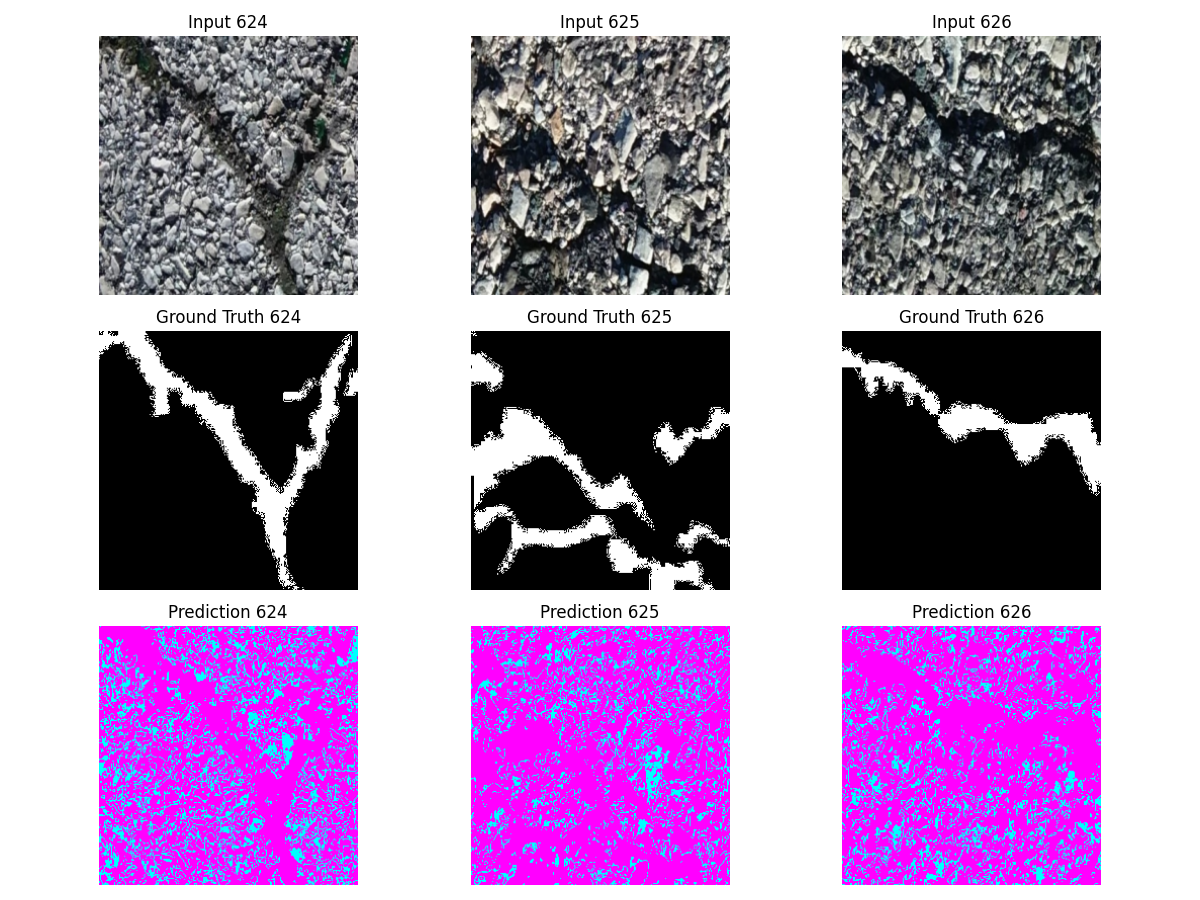 Input 624
Input 625
Input 626
Ground Truth 624
Ground Truth 625
Ground Truth 626
Prediction 624
Prediction 625
Prediction 626